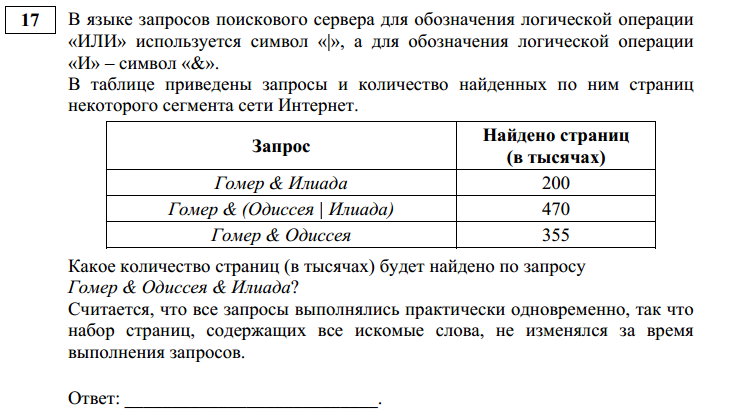 17
В языке запросов поискового сервера для обозначения логической операции
«ИЛИ» используется символ «|», а для обозначения логической операции
«И» – символ «&».
В таблице приведены запросы и количество найденных по ним страниц
некоторого сегмента сети Интернет.
Запрос
Найдено страниц
(в тысячах)
Гомер & Илиада
200
Гомер & (Одиссея | Илиада)
470
Гомер & Одиссея
355
Какое количество страниц (в тысячах) будет найдено по запросу
Гомер & Одиссея & Илиада?
Считается, что все запросы выполнялись практически одновременно, так что
набор страниц, содержащих все искомые слова, не изменялся за время
выполнения запросов.
Ответ: ___________________________.